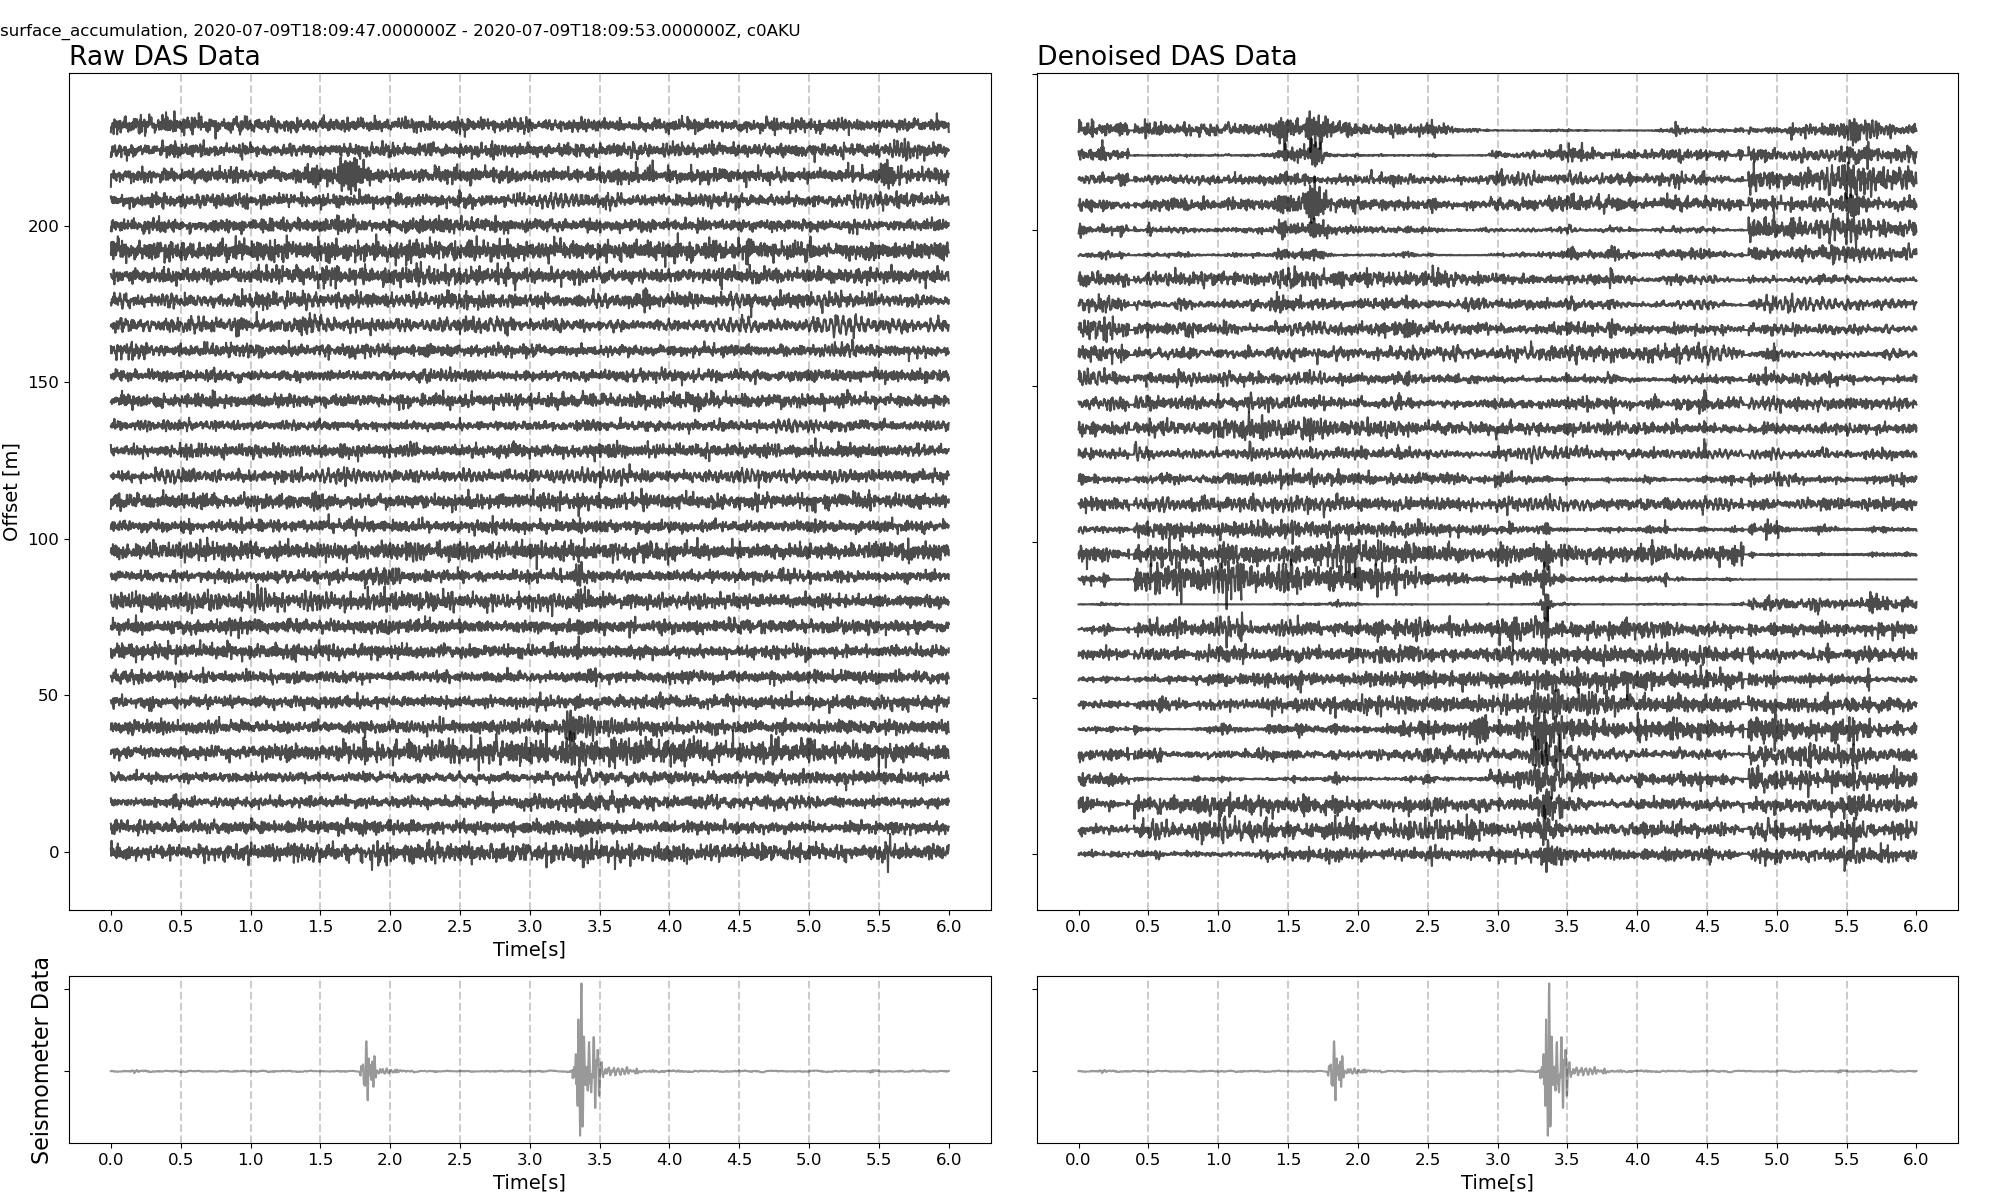 surface_accumulation, 2020-07-09T18:09:47.000000Z - 2020-07-09T18:09:53.000000Z, c0AKU
Raw DAS Data
Denoised DAS Data
Offset [m]
200
150
100
50
0
0.0 0.5 1.0 1.5 2.0 2.5 3.0 3.5 4.0 4.5 5.0 5.5 6.0
Time[s]
0.0 0.5 1.0 1.5 2.0 2.5 3.0 3.5 4.0 4.5 5.0 5.5 6.0
Seismometer Data
0.0 0.5 1.0 1.5 2.0 2.5 3.0 3.5 4.0 4.5 5.0 5.5 6.0
Time[s]
0.0 0.5 1.0 1.5 2.0 2.5 3.0 3.5 4.0 4.5 5.0 5.5 6.0
Time[s]